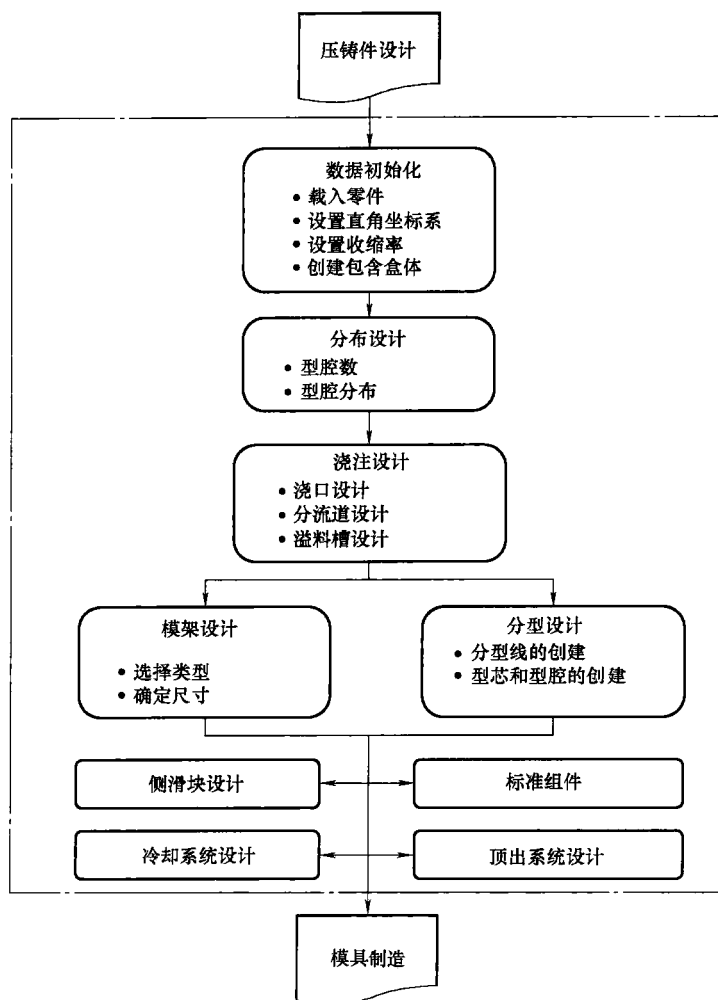 压铸件设计
数据初始化
• 载入零件
• 设置直角坐标系
• 设置收缩率
• 创建包含盒体
分布设计
• 型腔数
• 型腔分布
浇注设计
• 浇口设计
• 分流道设计
• 溢料槽设计
模架设计
• 选择类型
• 确定尺寸
分型设计
• 分型线的创建
• 型芯和型腔的创建
侧滑块设计
标准组件
冷却系统设计
顶出系统设计
模具制造